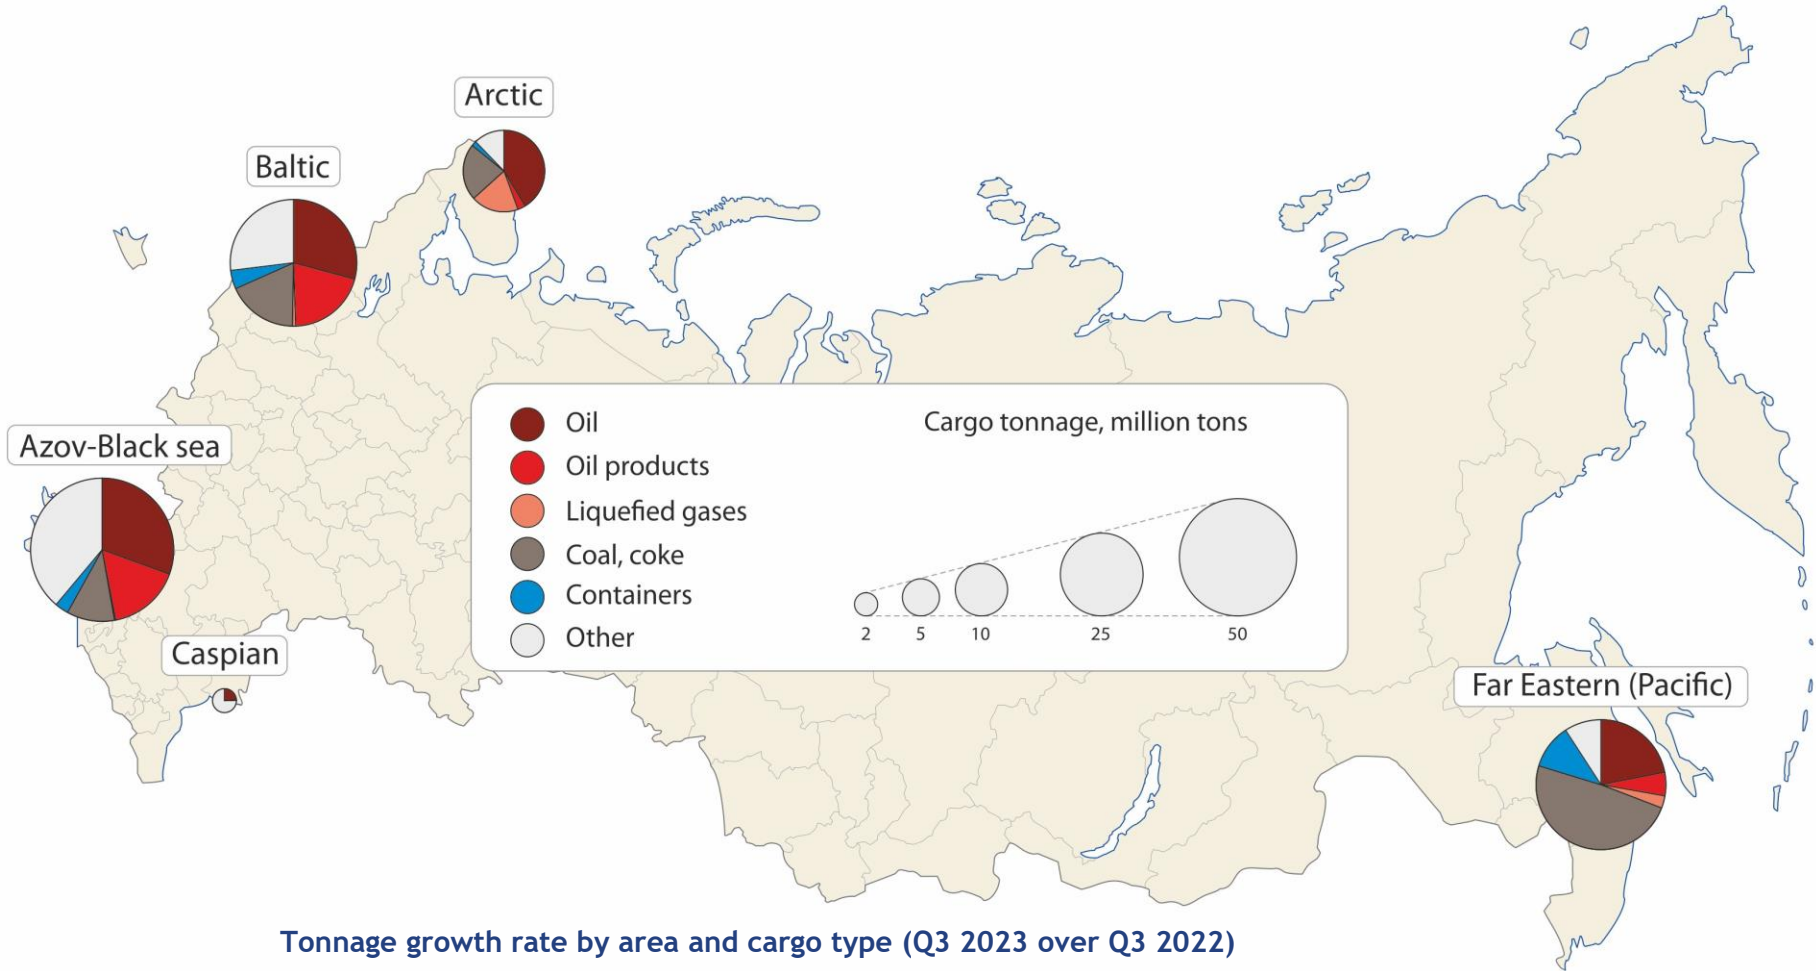 Arctic
Baltic
Azov-Black sea
Caspian
Oil
Oil products
Liquefied gases
Coal, coke
Containers
Other
Cargo tonnage, million tons
2 5 10 25 50
Far Eastern (Pacific)
Tonnage growth rate by area and cargo type (Q3 2023 over Q3 2022)